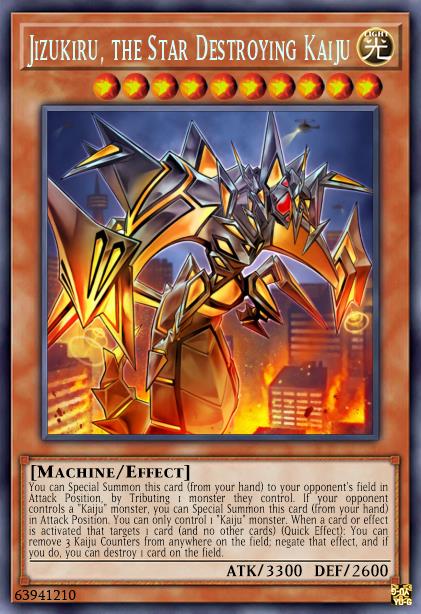 Jizukiru, the Star Destroying Kaiju
LIGHT
光
[Machine/Effect]
You can Special Summon this card (from your hand) to your opponent's field in
Attack Position, by Tributing 1 monster they control. If your opponent
controls a "Kaiju" monster, you can Special Summon this card (from your hand)
in Attack Position. You can only control 1 "Kaiju" monster. When a card or effect
is activated that targets 1 card (and no other cards) (Quick Effect): You can
remove 3 Kaiju Counters from anywhere on the field; negate that effect, and if
you do, you can destroy 1 card on the field.
ATK/3300 DEF/2600
63941210